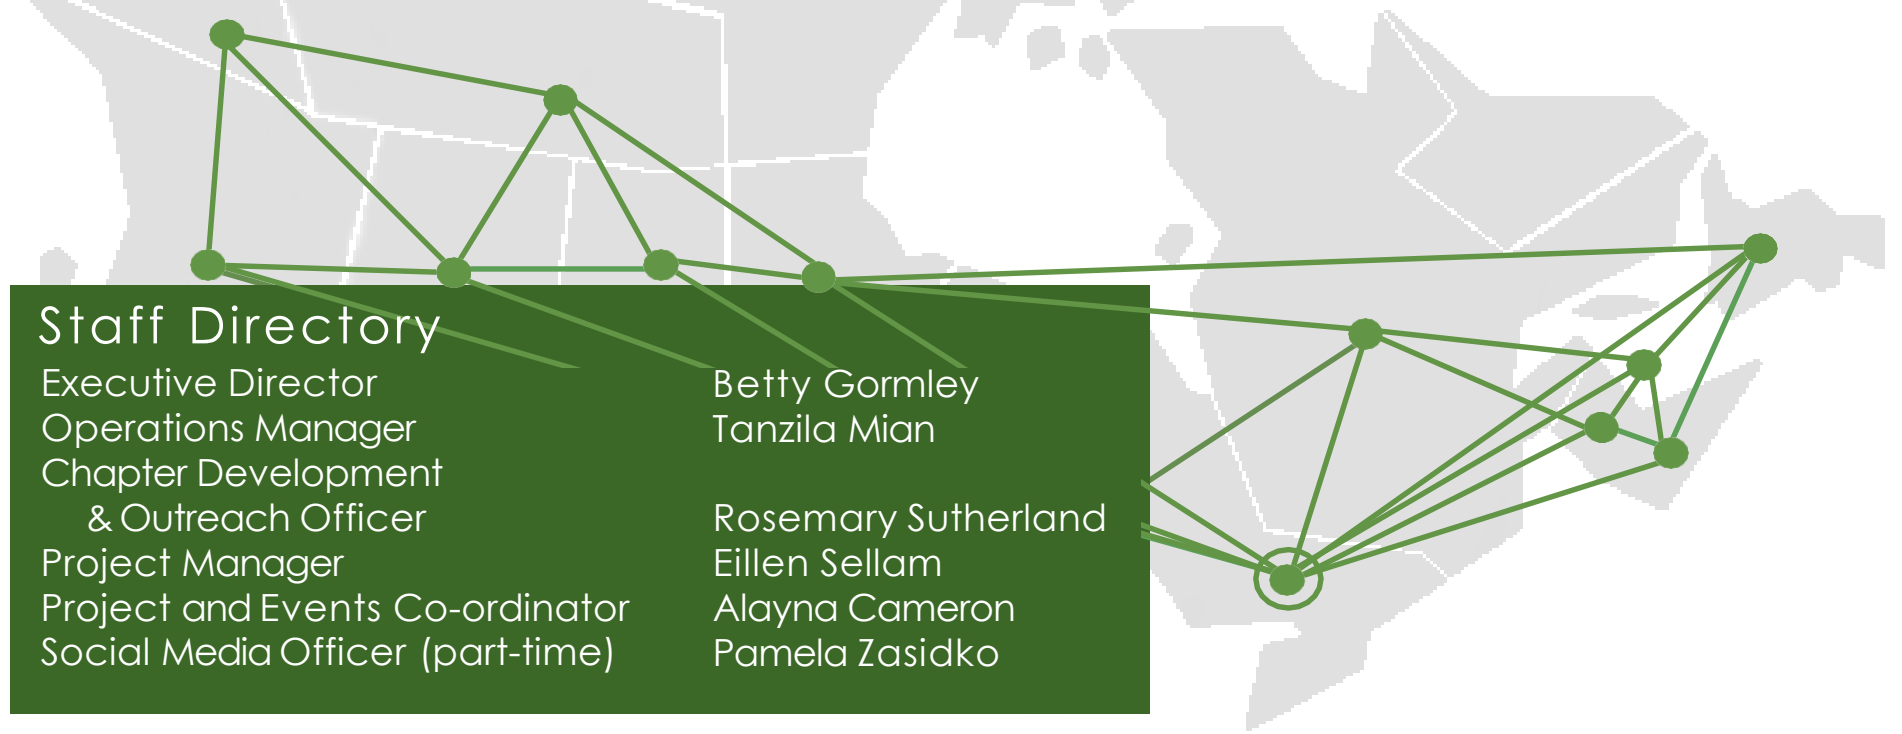 Staff Directory
Executive Director Betty Gormley
Operations Manager Tanzila Mian
Chapter Development
& Outreach Officer Rosemary Sutherland
Project Manager Eillen Sellam
Project and Events Co-ordinator Alayna Cameron
Social Media Officer (part-time) Pamela Zasidko